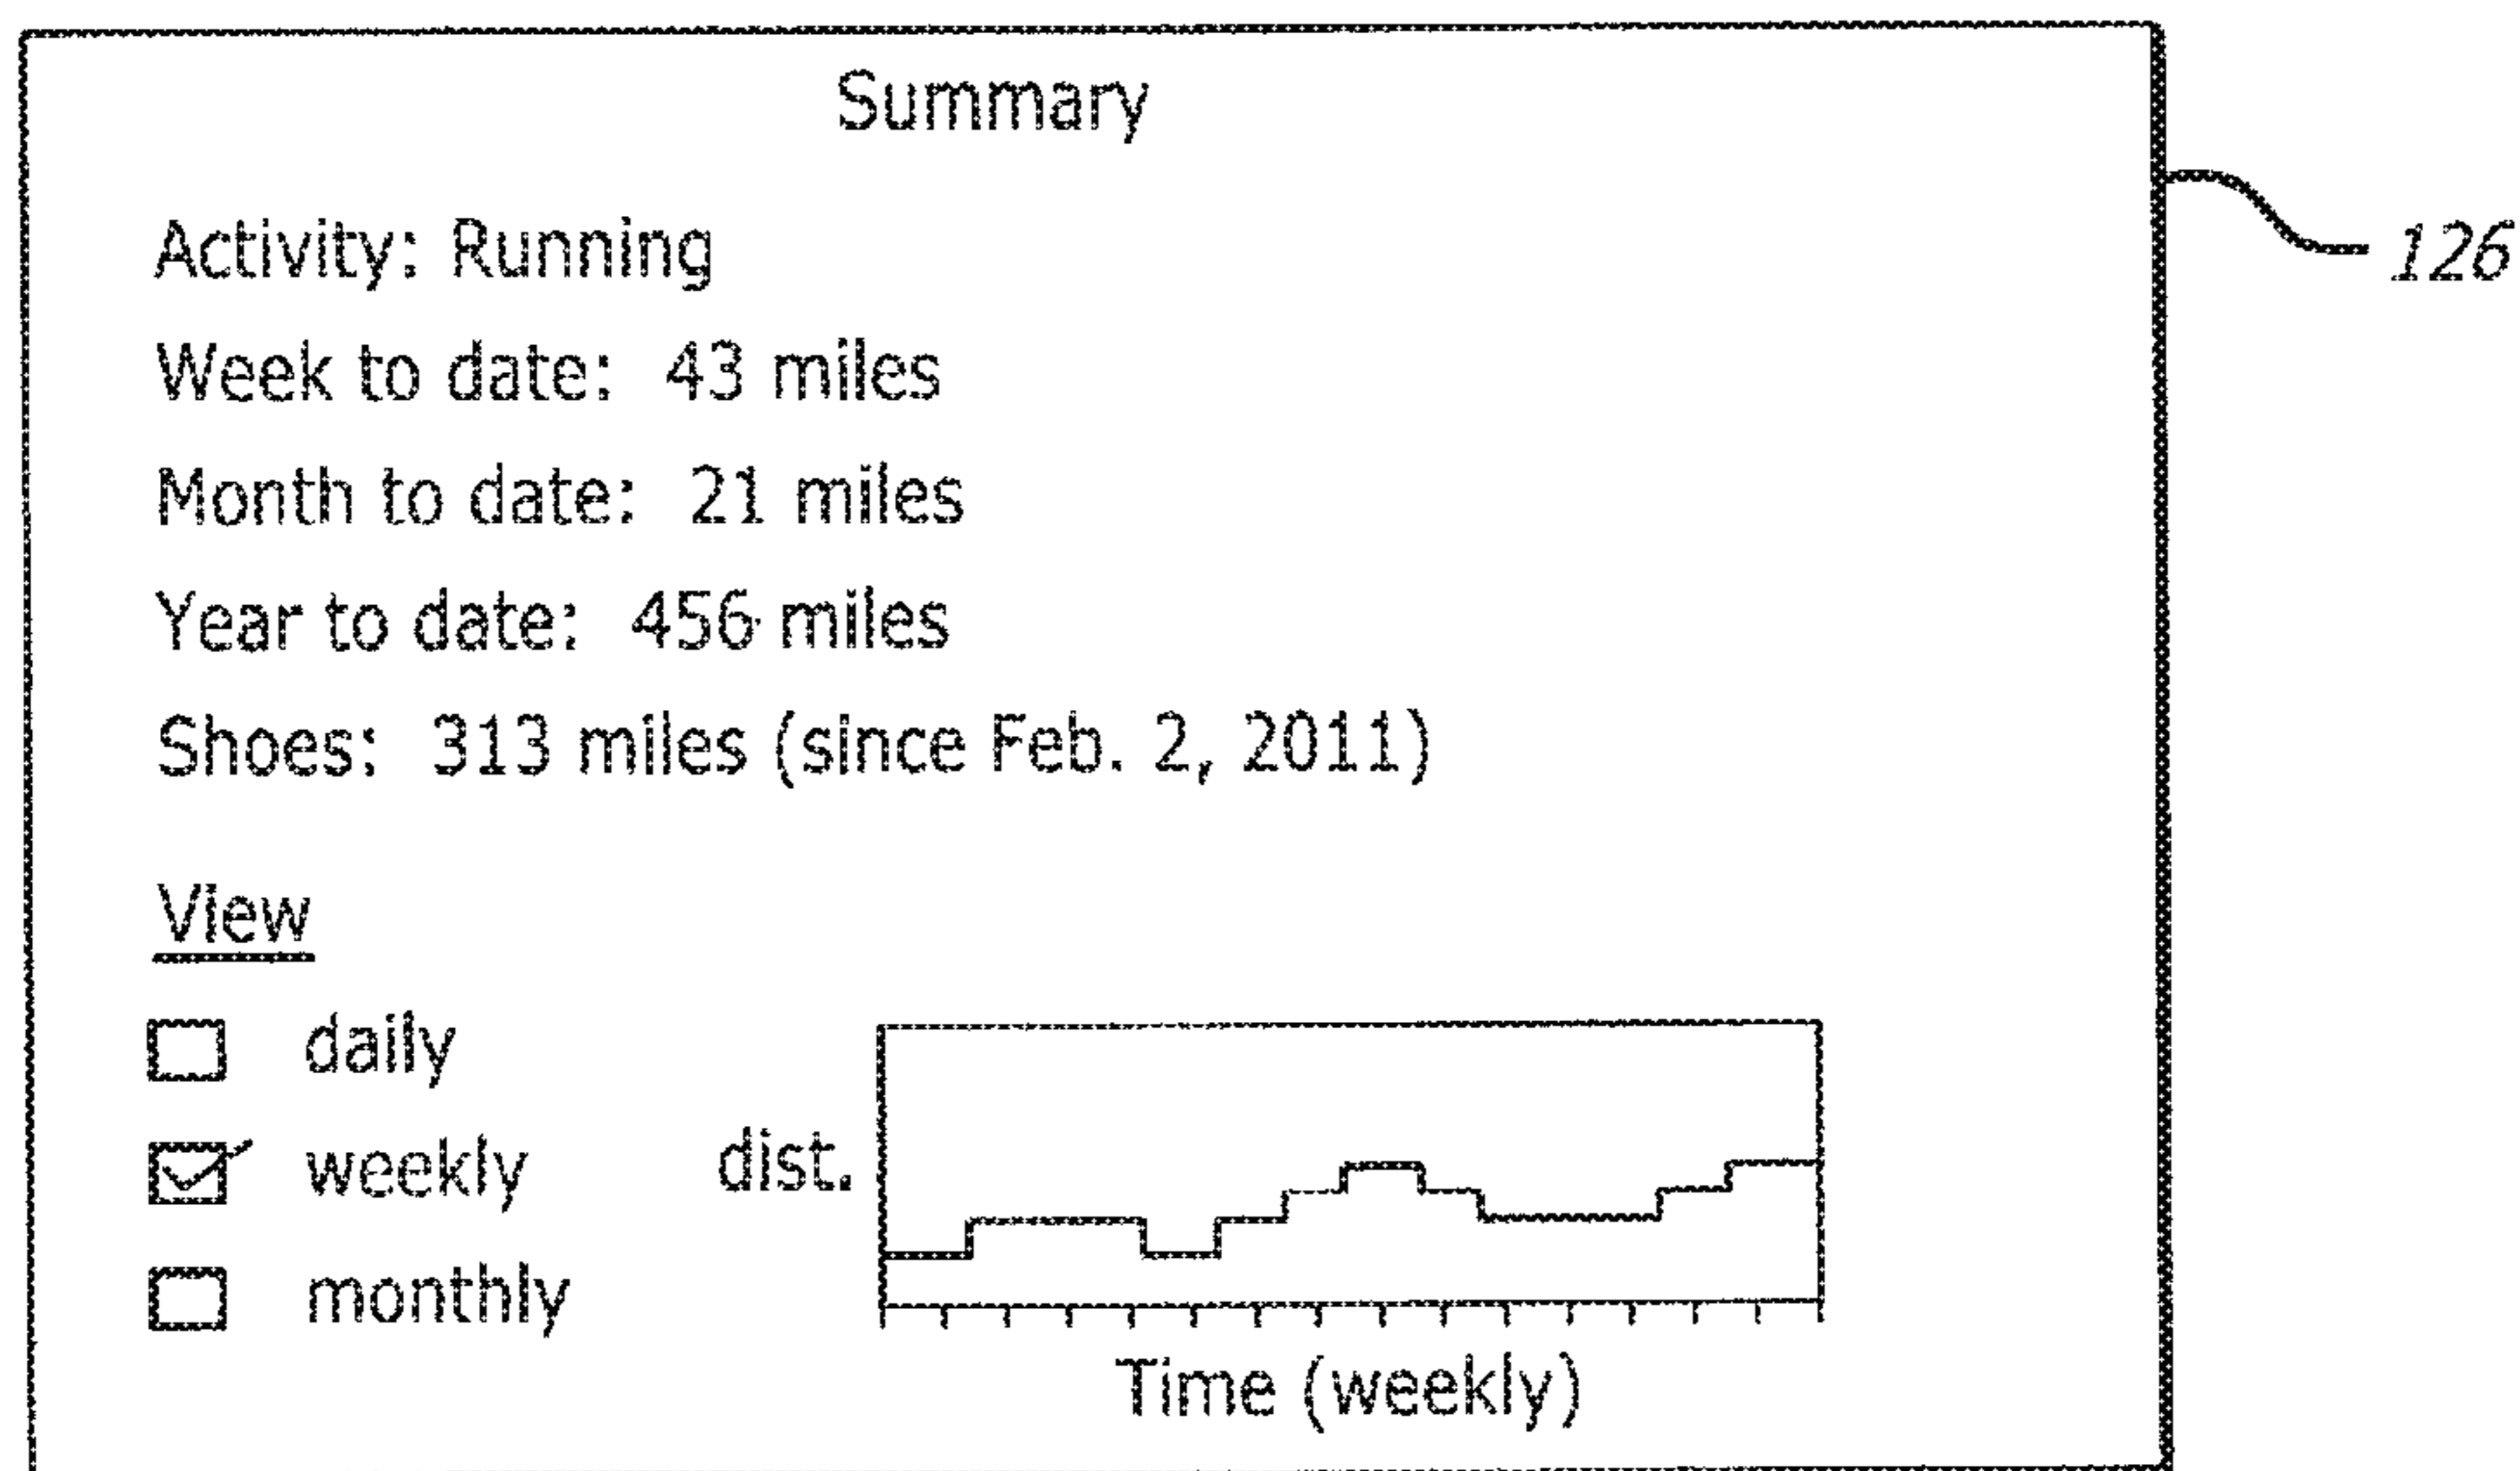 Summary
126
Activity: Running
Week to date: 43 miles
Month to date: 21 miles
Year to date: 456 miles
Shoes: 313 miles (since Feb. 2, 2011)
View
daily
weekly
monthly
dist.
Time (weekly)